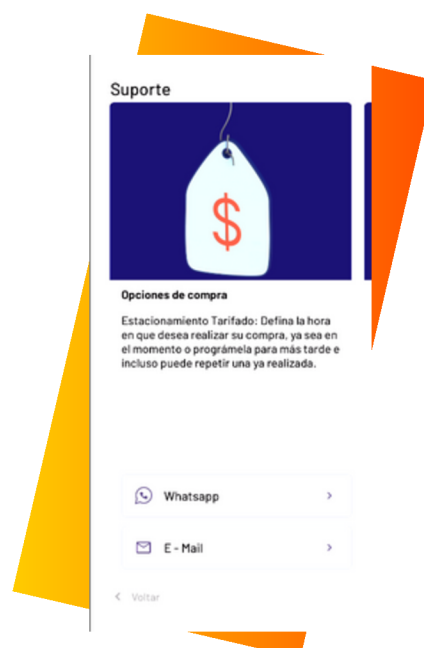 Suporte
$
Opciones de compra
Estacionamiento Tarifado: Defina la hora
en que desea realizar su compra, ya sea en
el momento o prográmela para más tarde e
incluso puede repetir una ya realizada.
Whatsapp
E - Mail
Voltar